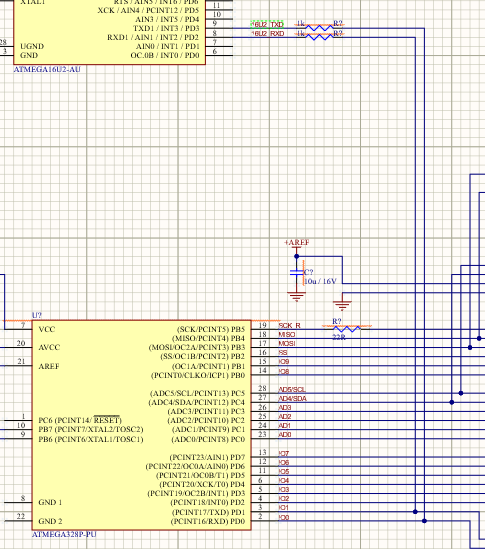 XTAL1
RTS / AIN5 / INT6 / PD6
XCK / AIN4 / PCINT12 / PD5
AIN3 / INT5 / PD4
TXD1 / INT3 / PD3
RXD1 / AIN1 / INT2 / PD2
UGND AIN0 / INT1 / PD1
GND OC.0B / INT0 / PD0
11
10
9
8
7
6
28
3
16U2_TXD 1k R?
16U2_RXD 1k R?
ATMEGA16U2-AU
+AREF
C?
10u / 16V
U?
R?
22R
7 VCC (SCK/PCINT5) PB5 19 SCK R
(MISO/PCINT4) PB4 18 MISO
20 AVCC (MOSI/OC2A/PCINT3) PB3 17 MOSI
(SS/OC1B/PCINT2) PB2 16 SS
21 AREF (OC1A/PCINT1) PB1 15 IO9
(PCINT0/CLKO/ICP1) PB0 14 IO8
(ADC5/SCL/PCINT13) PC5 28 AD5/SCL
(ADC4/SDA/PCINT12) PC4 27 AD4/SDA
(ADC3/PCINT11) PC3 26 AD3
1 PC6 (PCINT14/ RESET) (ADC2/PCINT10) PC2 25 AD2
10 PB7 (PCINT7/XTAL2/TOSC2) (ADC1/PCINT9) PC1 24 AD1
9 PB6 (PCINT6/XTAL1/TOSC1) (ADC0/PCINT8) PC0 23 AD0
(PCINT23/AIN1) PD7 13 IO7
(PCINT22/OC0A/AIN0) PD6 12 IO6
(PCINT21/OC0B/T1) PD5 11 IO5
(PCINT20/XCK/T0) PD4 6 IO4
(PCINT19/OC2B/INT1) PD3 5 IO3
8 GND 1 (PCINT18/INT0) PD2 4 IO2
(PCINT17/TXD) PD1 3 IO1
22 GND 2 (PCINT16/RXD) PD0 2 IO0
ATMEGA328P-PU